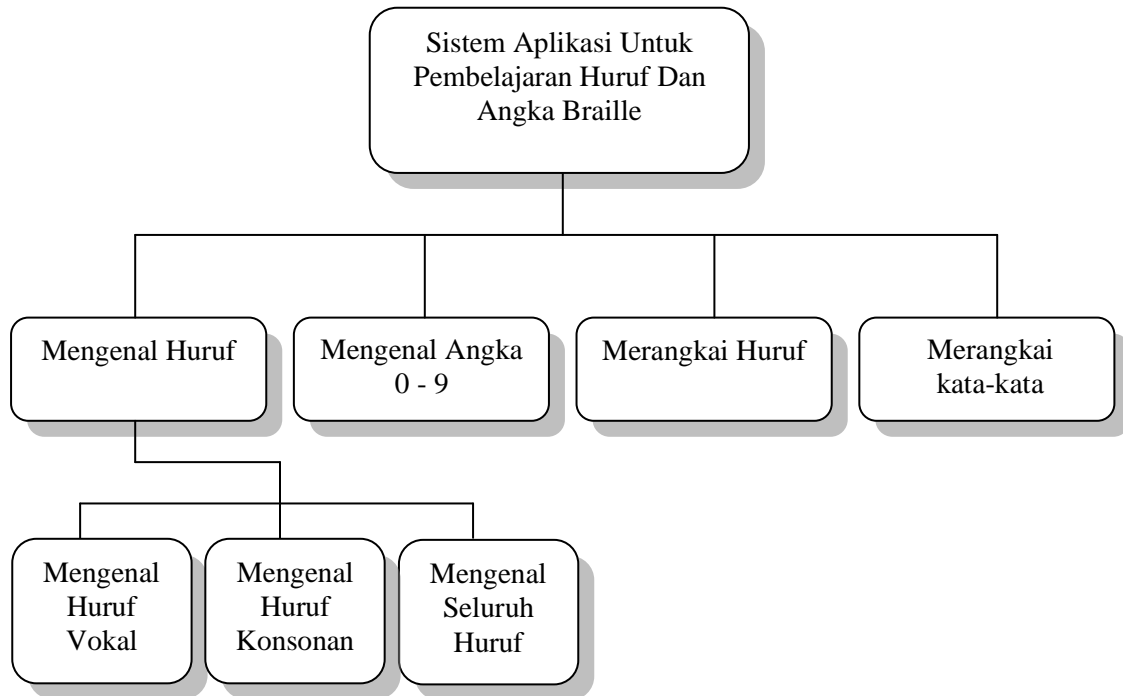 Sistem Aplikasi Untuk
Pembelajaran Huruf Dan
Angka Braille
Mengenal Huruf
Mengenal Angka
0 - 9
Merangkai Huruf
Merangkai
kata-kata
Mengenal
Huruf
Vokal
Mengenal
Huruf
Konsonan
Mengenal
Seluruh
Huruf